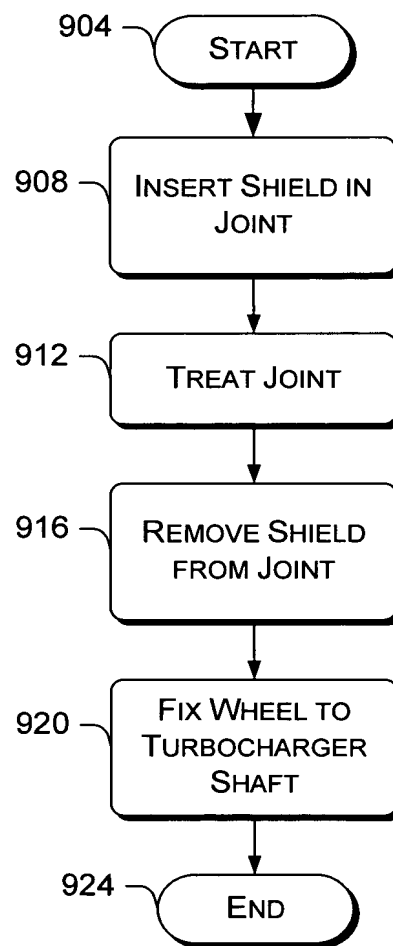 904
START
908
INSERT SHIELD IN
JOINT
912
TREAT JOINT
916
REMOVE SHIELD
FROM JOINT
920
FIX WHEEL TO
TURBOCHARGER
SHAFT
924
END